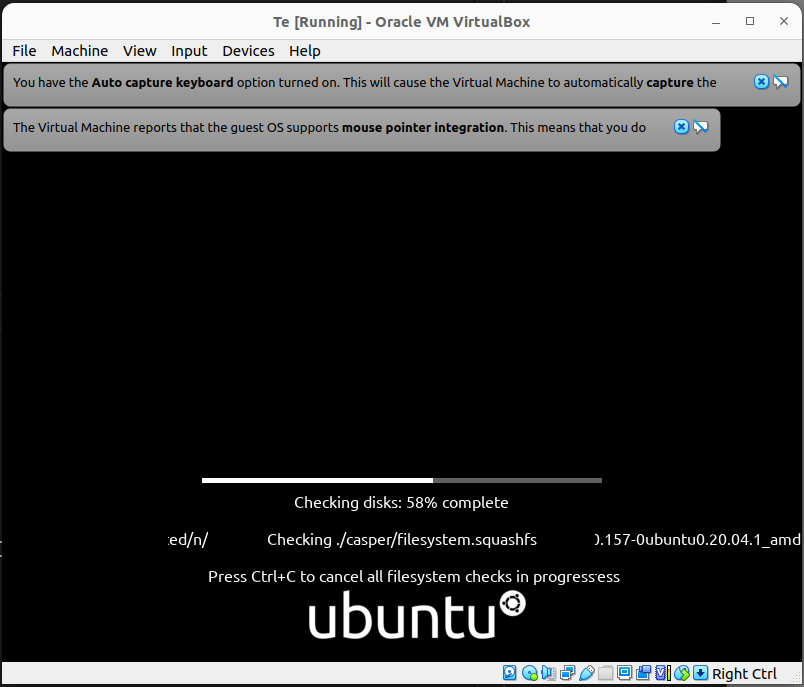 Te [Running] - Oracle VM VirtualBox
File Machine View Input Devices Help
You have the Auto capture keyboard option turned on. This will cause the Virtual Machine to automatically capture the
The Virtual Machine reports that the guest OS supports mouse pointer integration. This means that you do
Checking disks: 58% complete
ted/n/ Checking ./casper/filesystem.squashfs 0.157-0ubuntu0.20.04.1_amd
Press Ctrl+C to cancel all filesystem checks in progress ess
ubuntu
Right Ctrl